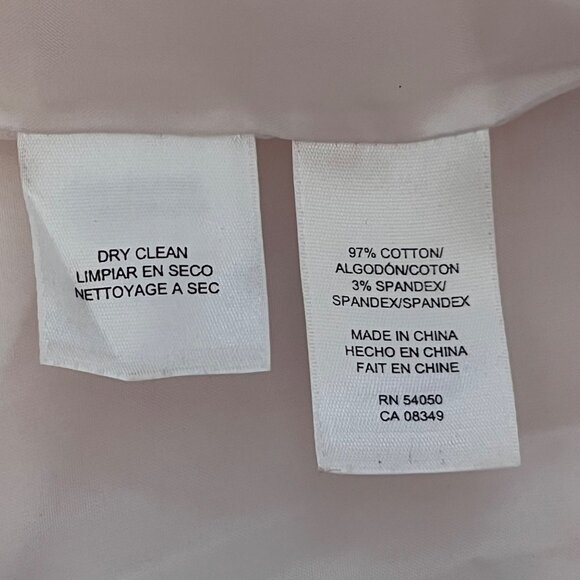 DRY CLEAN
LIMPIAR EN SECO
NETTOYAGE A SEC
97% COTTON/
ALGODÓN/COTON
3% SPANDEX/
SPANDEX/SPANDEX
MADE IN CHINA
HECHO EN CHINA
FAIT EN CHINE
RN 54050
CA 08349